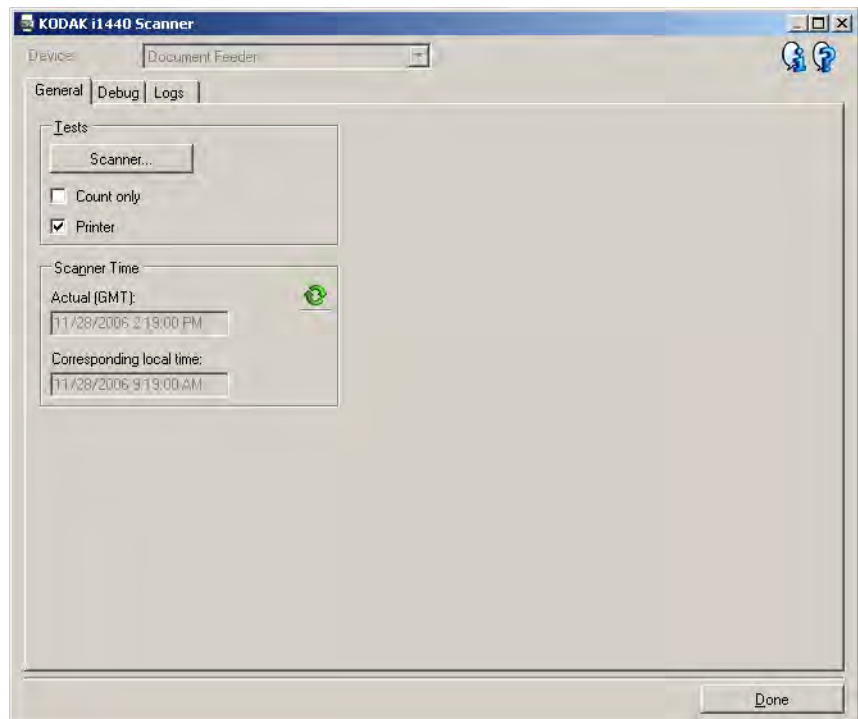 KODAK i1440 Scanner
Device: Document Feeder
General Debug Logs
Tests
Scanner...
Count only
Printer
Scanner Time
Actual (GMT):
11/28/2006 2:19:00 PM
Corresponding local time:
11/28/2006 9:19:00 AM
Done